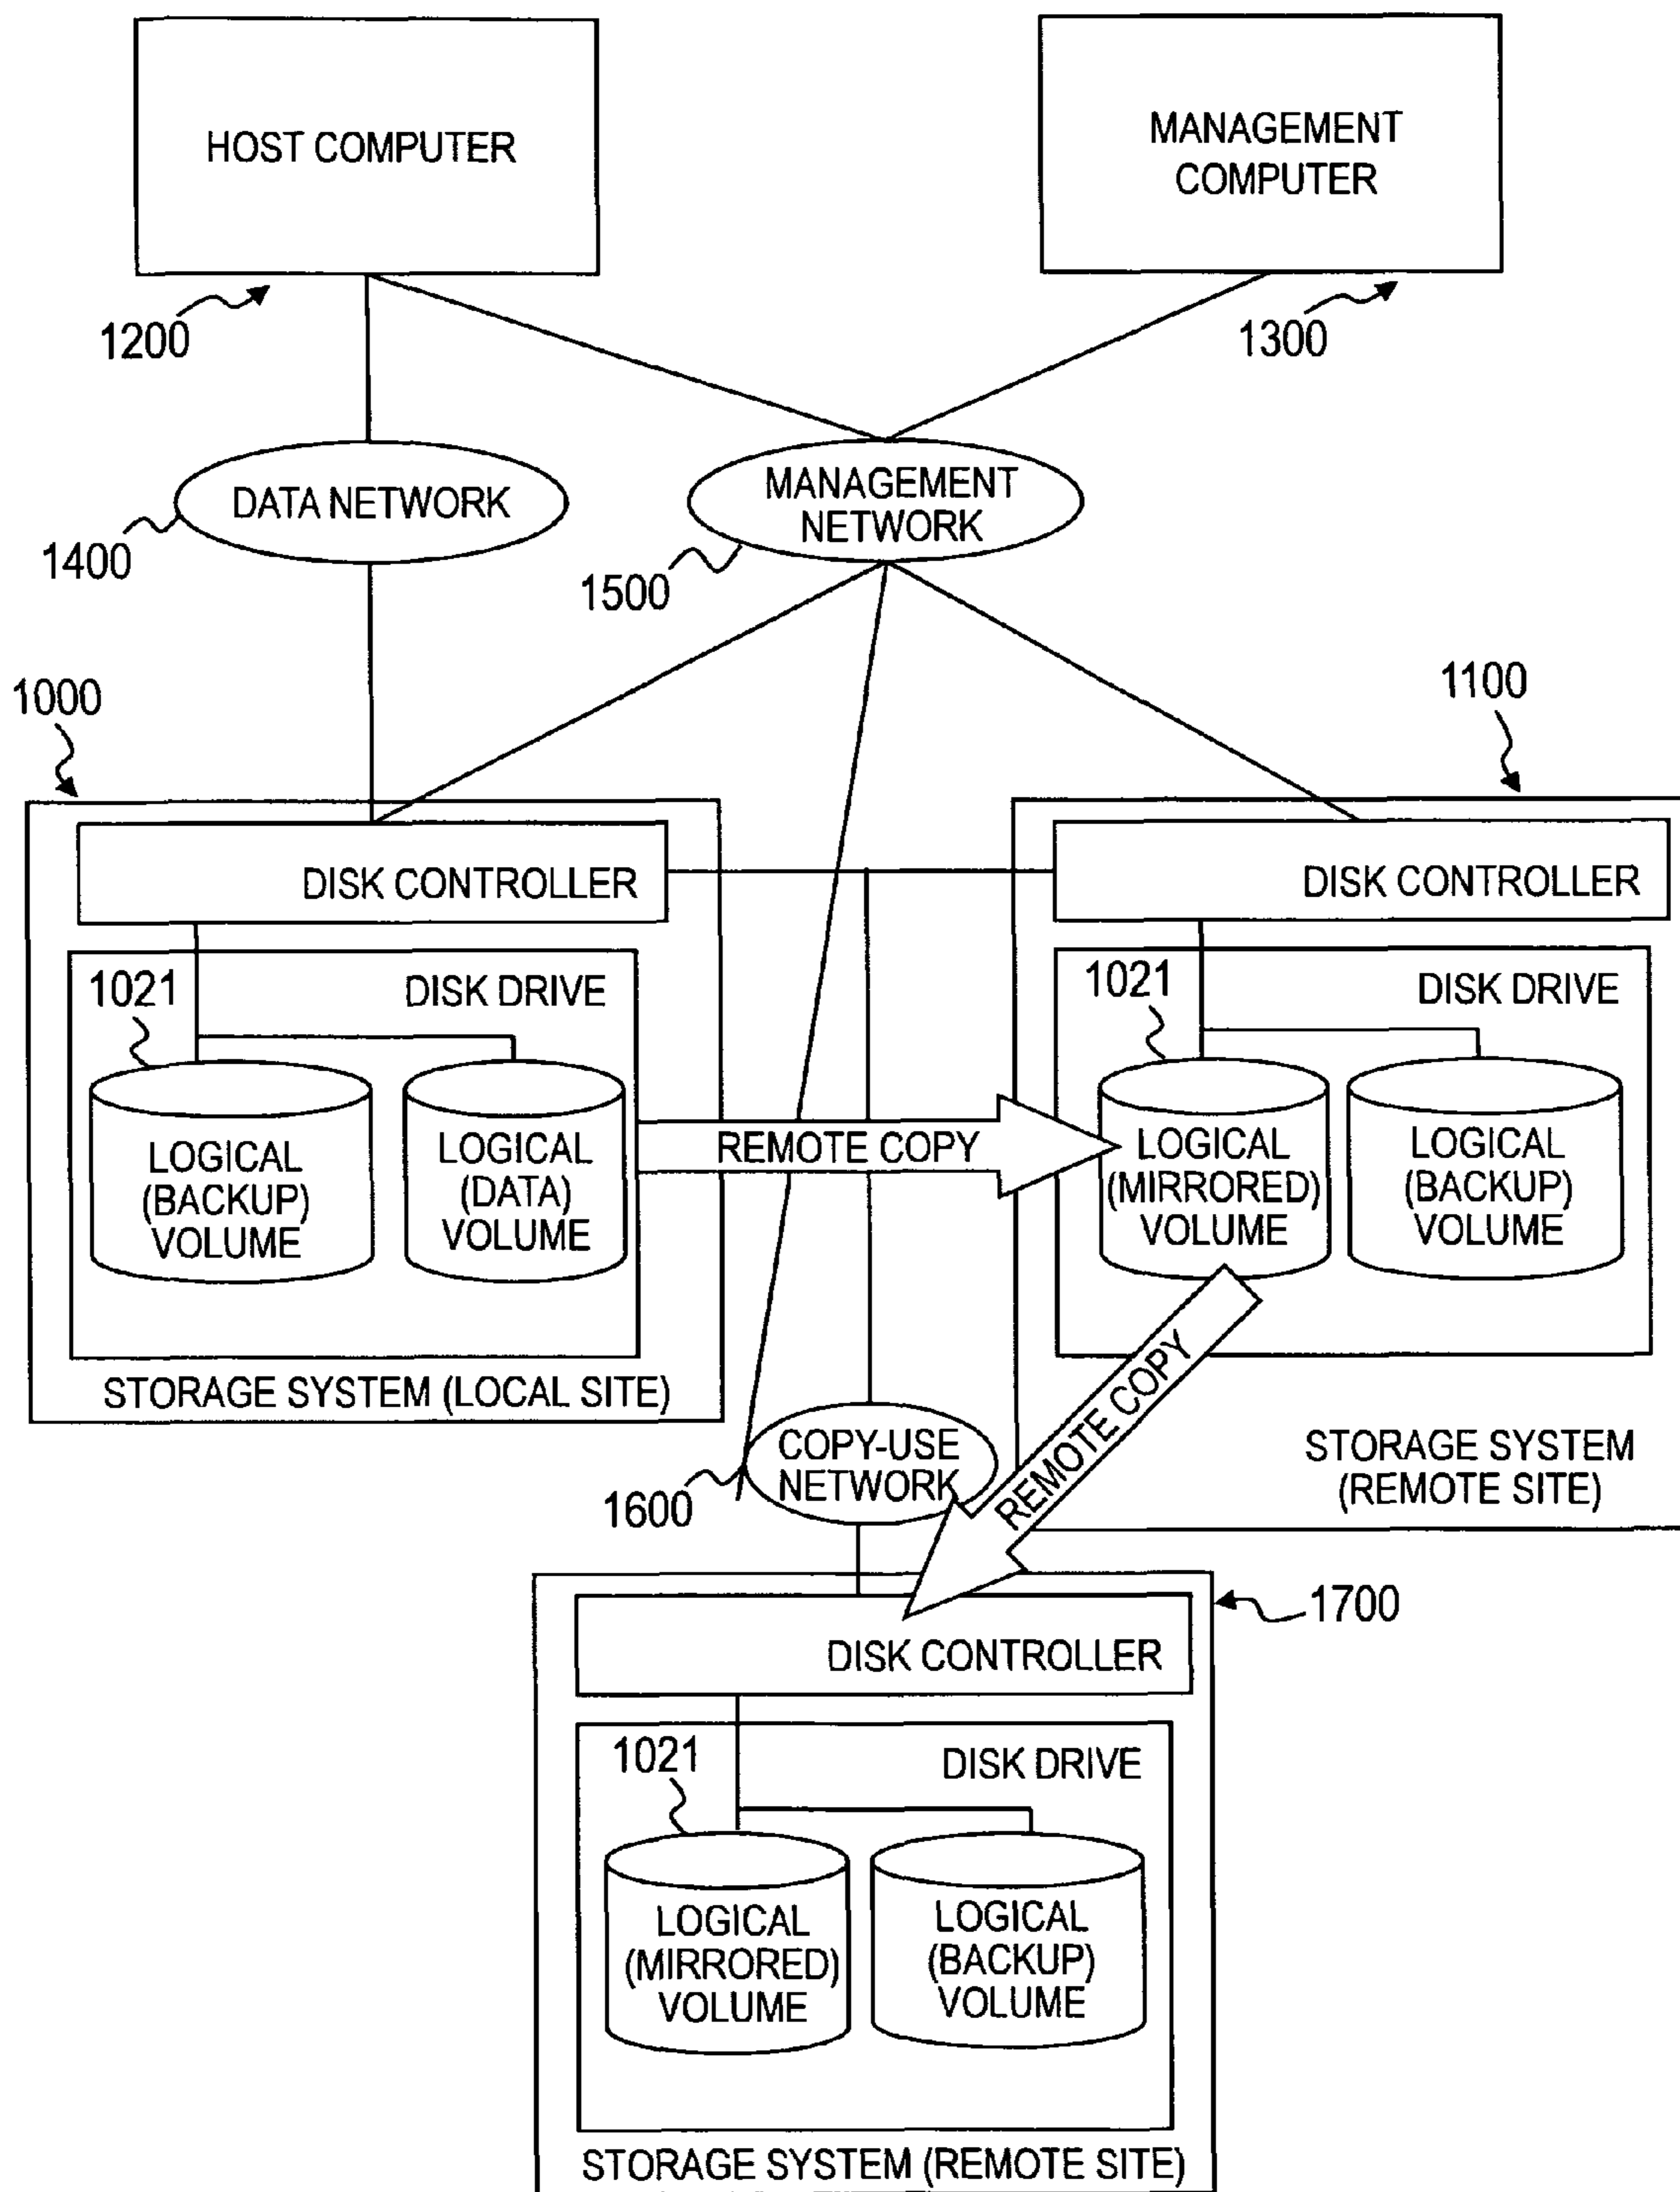 HOST COMPUTER
MANAGEMENT
COMPUTER
1200
1300
DATA NETWORK
MANAGEMENT
NETWORK
1400
1500
1000
1100
DISK CONTROLLER
DISK CONTROLLER
1021
DISK DRIVE
LOGICAL
(BACKUP)
VOLUME
LOGICAL
(DATA)
VOLUME
REMOTE COPY
1021
DISK DRIVE
LOGICAL
(MIRRORED)
VOLUME
LOGICAL
(BACKUP)
VOLUME
STORAGE SYSTEM (LOCAL SITE)
REMOTE COPY
COPY-USE
NETWORK
1600
STORAGE SYSTEM
(REMOTE SITE)
1700
DISK CONTROLLER
1021
DISK DRIVE
LOGICAL
(MIRRORED)
VOLUME
LOGICAL
(BACKUP)
VOLUME
STORAGE SYSTEM (REMOTE SITE)